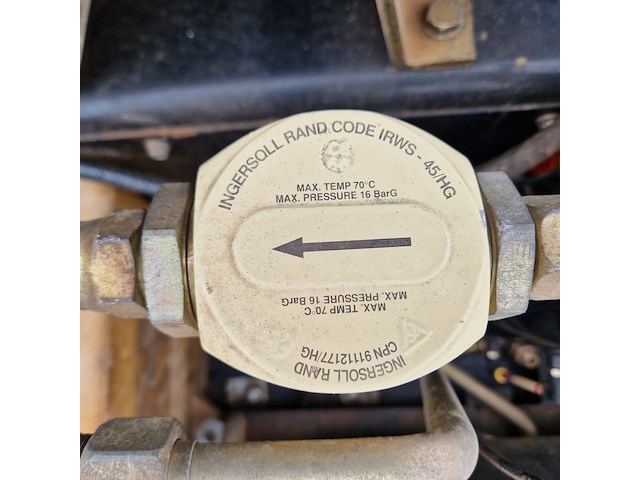 INGERSOLL RAND CODE IRWS - 45/HG
MAX. TEMP 70°C
MAX. PRESSURE 16 BarG
MAX. TEMP 70°C
MAX. PRESSURE 16 BarG
INGERSOLL RAND
CPN 91112177/HG